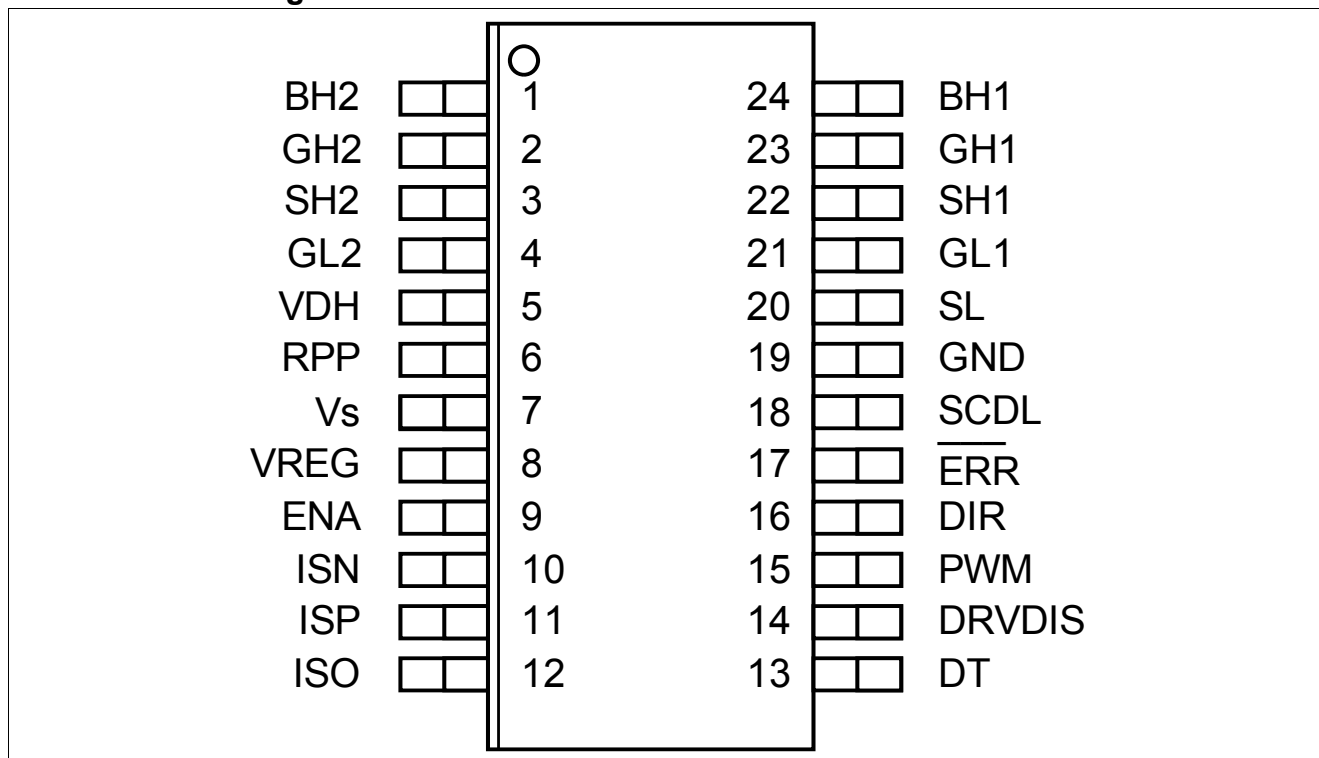 BH2 1 24 BH1
GH2 2 23 GH1
SH2 3 22 SH1
GL2 4 21 GL1
VDH 5 20 SL
RPP 6 19 GND
Vs 7 18 SCDL
VREG 8 17 ERR
ENA 9 16 DIR
ISN 10 15 PWM
ISP 11 14 DRVDIS
ISO 12 13 DT